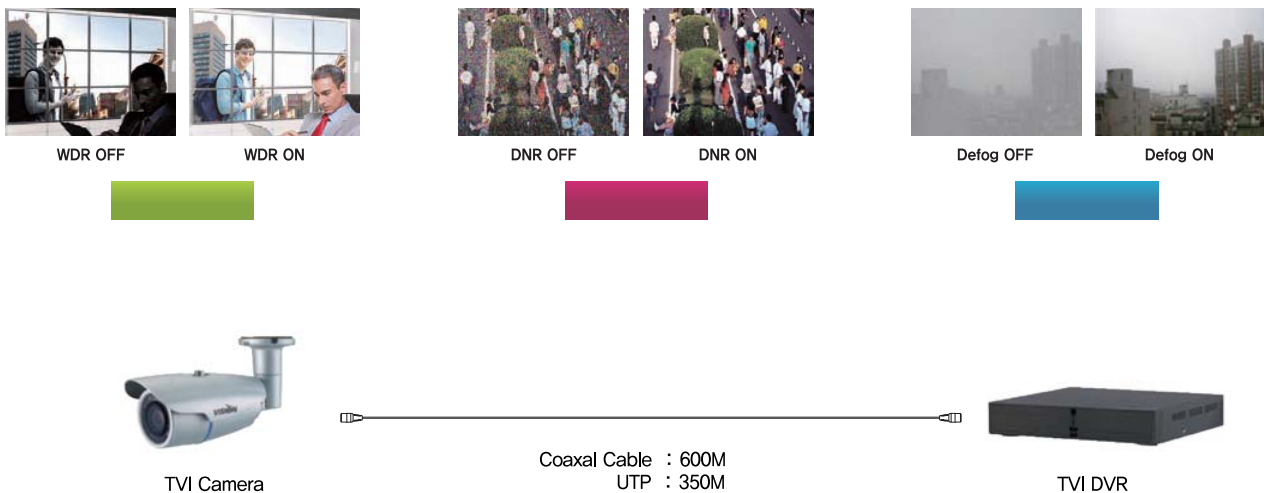 WDR OFF
WDR ON
DNR OFF
DNR ON
Defog OFF
Defog ON
Coaxal Cable : 600M
UTP : 350M
TVI Camera
TVI DVR